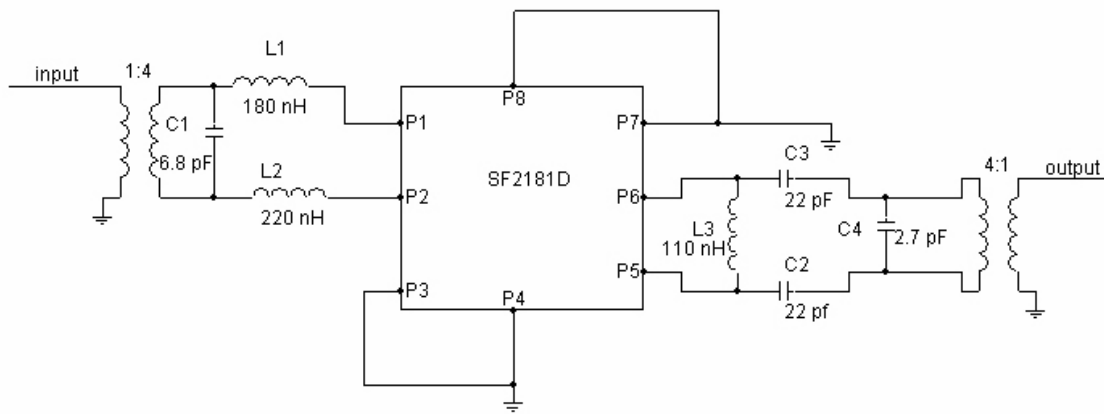 input
1:4
C1
6.8 pF
L1
180 nH
L2
220 nH
P1
P2
P3
P4
P8
SF2181D
P7
P6
P5
L3
110 nH
C3
22 pF
C2
22 pf
C4
2.7 pF
4:1
output